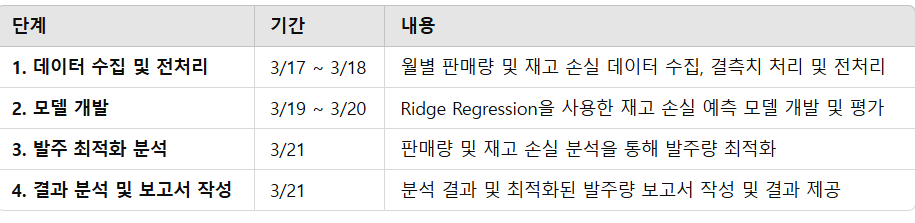 단계 기간 내용
1. 데이터 수집 및 전처리 3/17 ~ 3/18 월별 판매량 및 재고 손실 데이터 수집, 결측치 처리 및 전처리
2. 모델 개발 3/19 ~ 3/20 Ridge Regression을 사용한 재고 손실 예측 모델 개발 및 평가
3. 발주 최적화 분석 3/21 판매량 및 재고 손실 분석을 통해 발주량 최적화
4. 결과 분석 및 보고서 작성 3/21 분석 결과 및 최적화된 발주량 보고서 작성 및 결과 제공